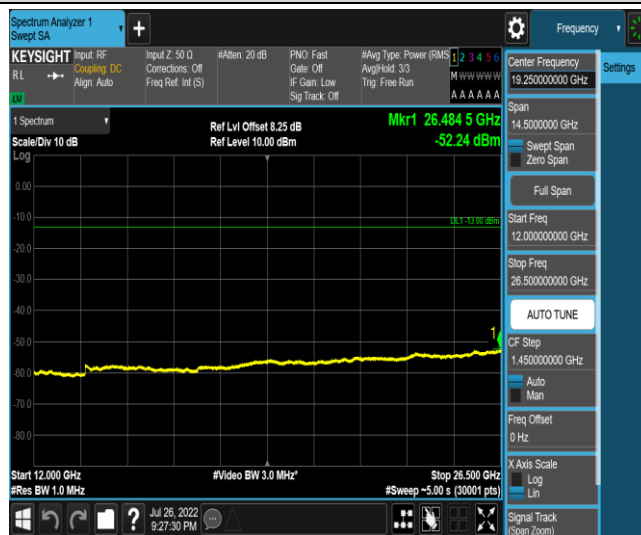 Spectrum Analyzer 1
Swept SA
Frequency
KEYSIGHT
RL
Input: RF
Coupling: DC
Align: Auto
Input Z: 50 Ω
Corrections: Off
Freq Ref: Int (S)
#Atten: 20 dB
PNO: Fast
Gate: Off
IF Gain: Low
Sig Track: Off
#Avg Type: Power (RMS
Avg|Hold: 3/3
Trig: Free Run
1 2 3 4 5 6
M W W W W W
A A A A A A
LXI
1 Spectrum
Scale/Div 10 dB
Log
Ref Lvl Offset 8.25 dB
Ref Level 10.00 dBm
Mkr1 26.484 5 GHz
-52.24 dBm
0.00
-10.0
DL1 -13.00 dBm
-20.0
-30.0
-40.0
-50.0
1
-60.0
-70.0
-80.0
Start 12.000 GHz
#Res BW 1.0 MHz
#Video BW 3.0 MHz*
Stop 26.500 GHz
#Sweep ~5.00 s (30001 pts)
Jul 26, 2022
9:27:30 PM
?
Center Frequency
19.250000000 GHz
Settings
Span
14.5000000 GHz
Swept Span
Zero Span
Full Span
Start Freq
12.000000000 GHz
Stop Freq
26.500000000 GHz
AUTO TUNE
CF Step
1.450000000 GHz
Auto
Man
Freq Offset
0 Hz
X Axis Scale
Log
Lin
Signal Track
(Span Zoom)